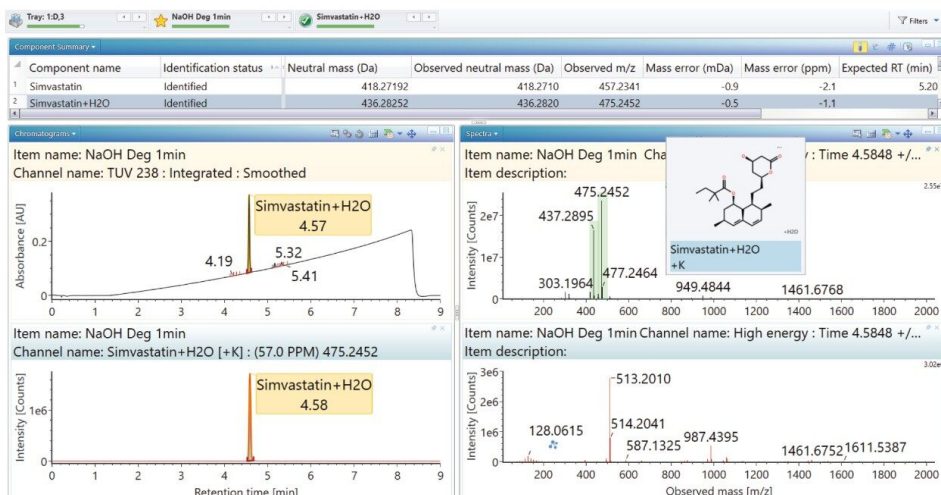 Tray: 1:D,3
NaOH Deg 1min
Simvastatin+H2O
Filters
Component Summary
Component name Identification status Neutral mass (Da) Observed neutral mass (Da) Observed m/z Mass error (mDa) Mass error (ppm) Expected RT (min)
1 Simvastatin Identified 418.27192 418.2710 457.2341 -0.9 -2.1 5.20
2 Simvastatin+H2O Identified 436.28252 436.2820 475.2452 -0.5 -1.1
Chromatograms
Item name: NaOH Deg 1min
Channel name: TUV 238 : Integrated : Smoothed
Absorbance [AU]
0.2
0
Simvastatin+H2O
4.57
4.19
5.32
5.41
0 1 2 3 4 5 6 7 8 9
Item name: NaOH Deg 1min
Channel name: Simvastatin+H2O [+K] : (57.0 PPM) 475.2452
Intensity [Counts]
1e6
0
Simvastatin+H2O
4.58
0 1 2 3 4 5 6 7 8 9
Retention time [min]
Spectra
Item name: NaOH Deg 1min Cha : Time 4.5848 +/...
Item description:
2.55e
Intensity [Counts]
2e7
1e7
0
475.2452
437.2895
477.2464
303.1964
949.4844
1461.6768
+H2O
Simvastatin+H2O
+K
200 400 600 800 1000 1200 1400 1600 1800 2000
Item name: NaOH Deg 1min Channel name: High energy : Time 4.5848 +/...
Item description:
3.02e
Intensity [Counts]
3e6
2e6
1e6
0
513.2010
514.2041
128.0615
587.1325
987.4395
1461.6752
1611.5387
200 400 600 800 1000 1200 1400 1600 1800 2000
Observed mass [m/z]